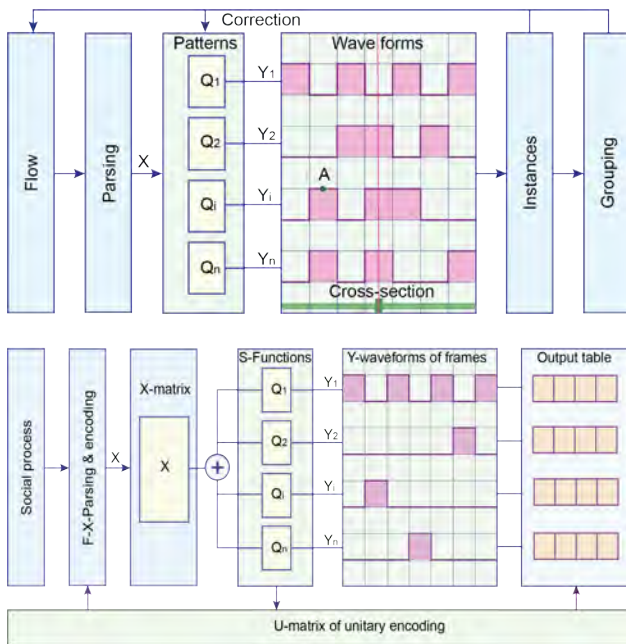 Correction
Patterns
Wave forms
Flow
Parsing
X
Q1
Y1
Q2
Y2
Qi
Yi
A
Qn
Yn
Cross-section
Instances
Grouping
S-Functions
Y-waveforms of frames
Output table
Social process
F-X-Parsing & encoding
X
X-matrix
X
+
Q1
Y1
Q2
Y2
Qi
Yi
Qn
Yn
U-matrix of unitary encoding